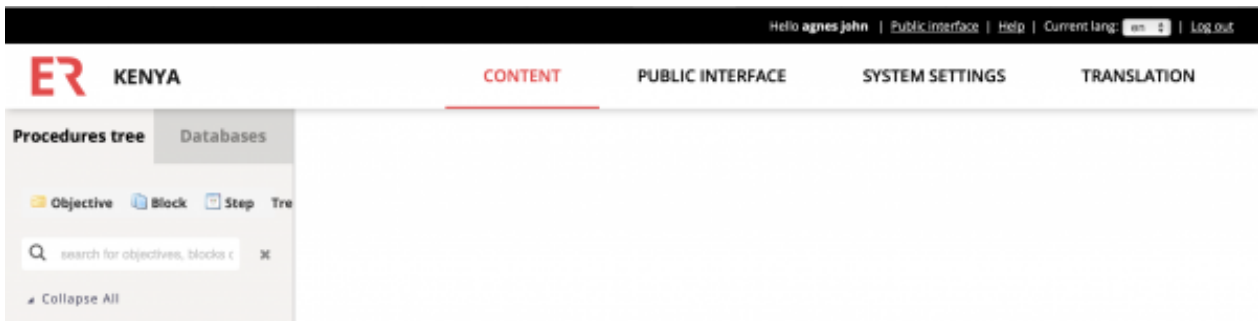 Hello agnes john | Public interface | Help | Current lang: en | Log out
ER KENYA CONTENT PUBLIC INTERFACE SYSTEM SETTINGS TRANSLATION
Procedures tree Databases
Objective Block Step Tre
search for objectives, blocks c
Collapse All